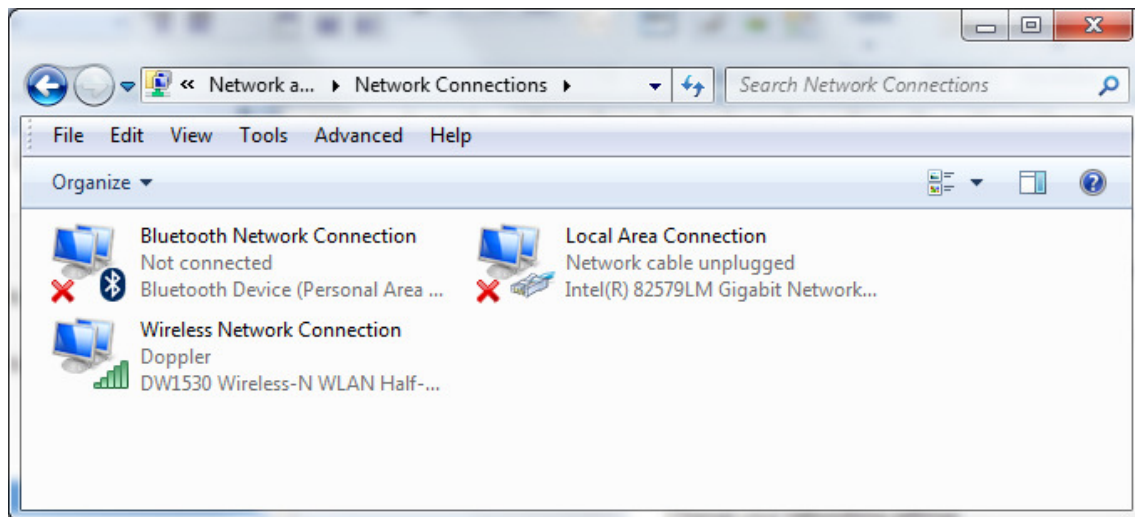 « Network a... Network Connections
Search Network Connections
File Edit View Tools Advanced Help
Organize
Bluetooth Network Connection
Not connected
Bluetooth Device (Personal Area ...
Local Area Connection
Network cable unplugged
Intel(R) 82579LM Gigabit Network...
Wireless Network Connection
Doppler
DW1530 Wireless-N WLAN Half-...